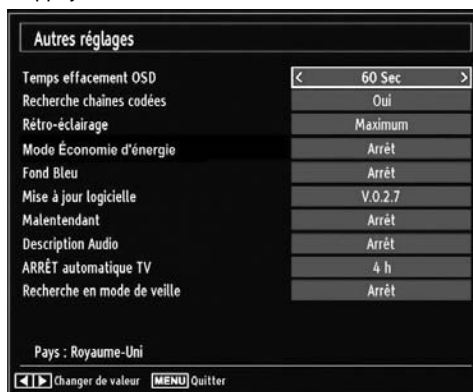 Autres réglages
Temps effacement OSD < 60 Sec >
Recherche chaînes codées Oui
Rétro-éclairage Maximum
Mode Économie d'énergie Arrêt
Fond Bleu Arrêt
Mise à jour logicielle V.0.2.7
Malentendant Arrêt
Description Audio Arrêt
ARRÊT automatique TV 4 h
Recherche en mode de veille Arrêt
Pays : Royaume-Uni
Changer de valeur MENU Quitter